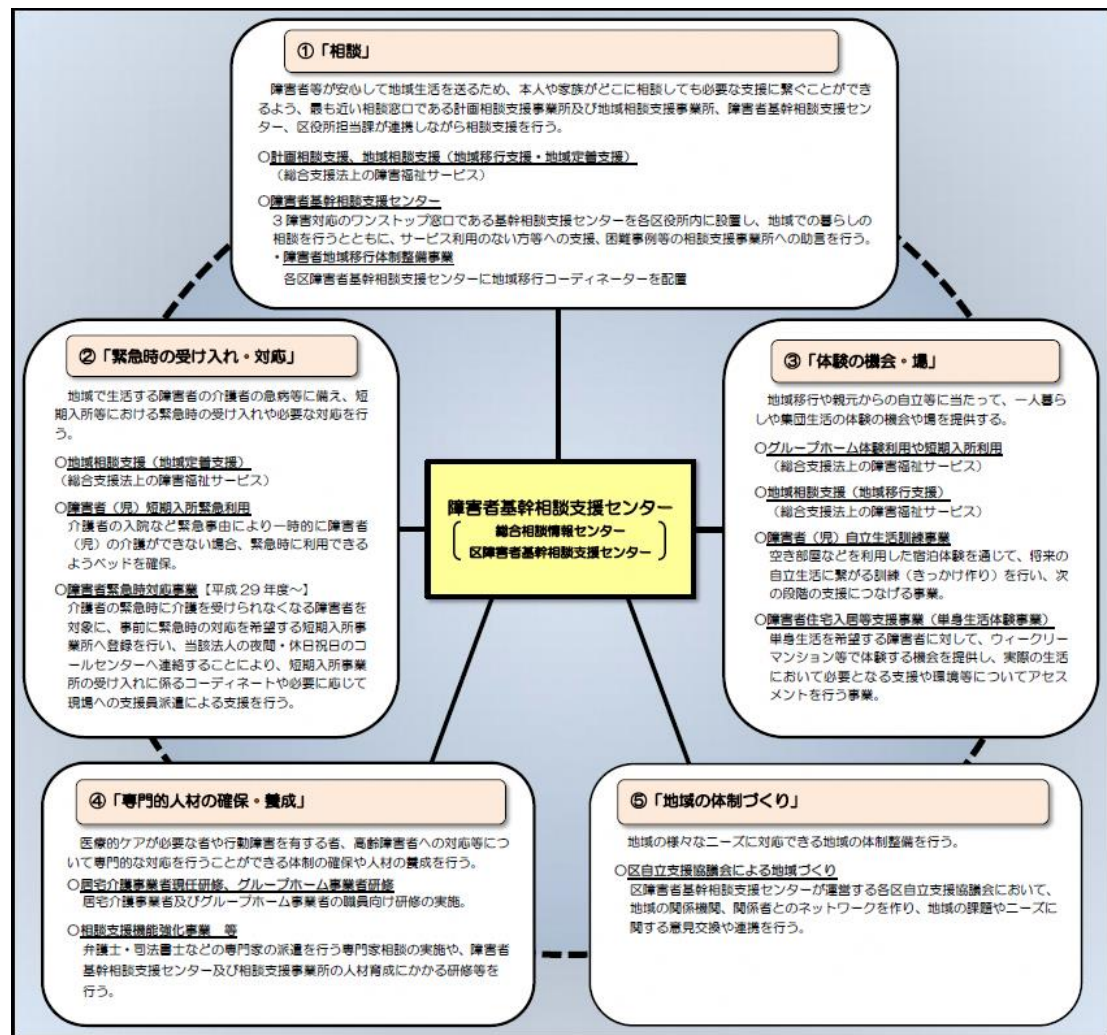 ①「相談」
障害者等が安心して地域生活を送るため、本人や家族がどこに相談しても必要な支援に繋ぐことができ
るよう、最も近い相談窓口である計画相談支援事業所及び地域相談支援事業所、障害者基幹相談支援セン
ター、区役所担当課が連携しながら相談支援を行う。
○計画相談支援、地域相談支援（地域移行支援・地域定着支援）
（総合支援法上の障害福祉サービス）
○障害者基幹相談支援センター
3障害対応のワンストップ窓口である基幹相談支援センターを各区役所内に設置し、地域での暮らしの
相談を行うとともに、サービス利用のない方等への支援、困難事例等の相談支援事業所への助言を行う。
・障害者地域移行体制整備事業
各区障害者基幹相談支援センターに地域移行コーディネーターを配置
②「緊急時の受け入れ・対応」
地域で生活する障害者の介護者の急病等に備え、短
期入所等における緊急時の受け入れや必要な対応を行
う。
○地域相談支援（地域定着支援）
（総合支援法上の障害福祉サービス）
○障害者（児）短期入所緊急利用
介護者の入院など緊急事由により一時的に障害者
（児）の介護ができない場合、緊急時に利用できる
ようベッドを確保。
○障害者緊急時対応事業【平成29年度～】
介護者の緊急時に介護を受けられなくなる障害者を
対象に、事前に緊急時の対応を希望する短期入所事
業所へ登録を行い、当該法人の夜間・休日祝日のコ
ールセンターへ連絡することにより、短期入所事業
所の受け入れに係るコーディネートや必要に応じて
現場への支援員派遣による支援を行う。
障害者基幹相談支援センター
総合相談情報センター
区障害者基幹相談支援センター
③「体験の機会・場」
地域移行や親元からの自立等に当たって、一人暮ら
しや集団生活の体験の機会や場を提供する。
○グループホーム体験利用や短期入所利用
（総合支援法上の障害福祉サービス）
○地域相談支援（地域移行支援）
（総合支援法上の障害福祉サービス）
○障害者（児）自立生活訓練事業
空き部屋などを利用した宿泊体験を通じて、将来の
自立生活に繋がる訓練（きっかけ作り）を行い、次
の段階の支援につなげる事業。
○障害者住宅入居等支援事業（単身生活体験事業）
単身生活を希望する障害者に対して、ウィークリー
マンション等で体験する機会を提供し、実際の生活
において必要となる支援や環境等についてアセス
メントを行う事業。
④「専門的人材の確保・養成」
医療的ケアが必要な者や行動障害を有する者、高齢障害者への対応等につ
いて専門的な対応を行うことができる体制の確保や人材の養成を行う。
○居宅介護事業者現任研修、グループホーム事業者研修
居宅介護事業者及びグループホーム事業者の職員向け研修の実施。
○相談支援機能強化事業 等
弁護士・司法書士などの専門家の派遣を行う専門家相談の実施や、障害者
基幹相談支援センター及び相談支援事業所の人材育成にかかる研修等を
行う。
⑤「地域の体制づくり」
地域の様々なニーズに対応できる地域の体制整備を行う。
○区自立支援協議会による地域づくり
区障害者基幹相談支援センターが運営する各区自立支援協議会において、
地域の関係機関、関係者とのネットワークを作り、地域の課題やニーズに
関する意見交換や連携を行う。